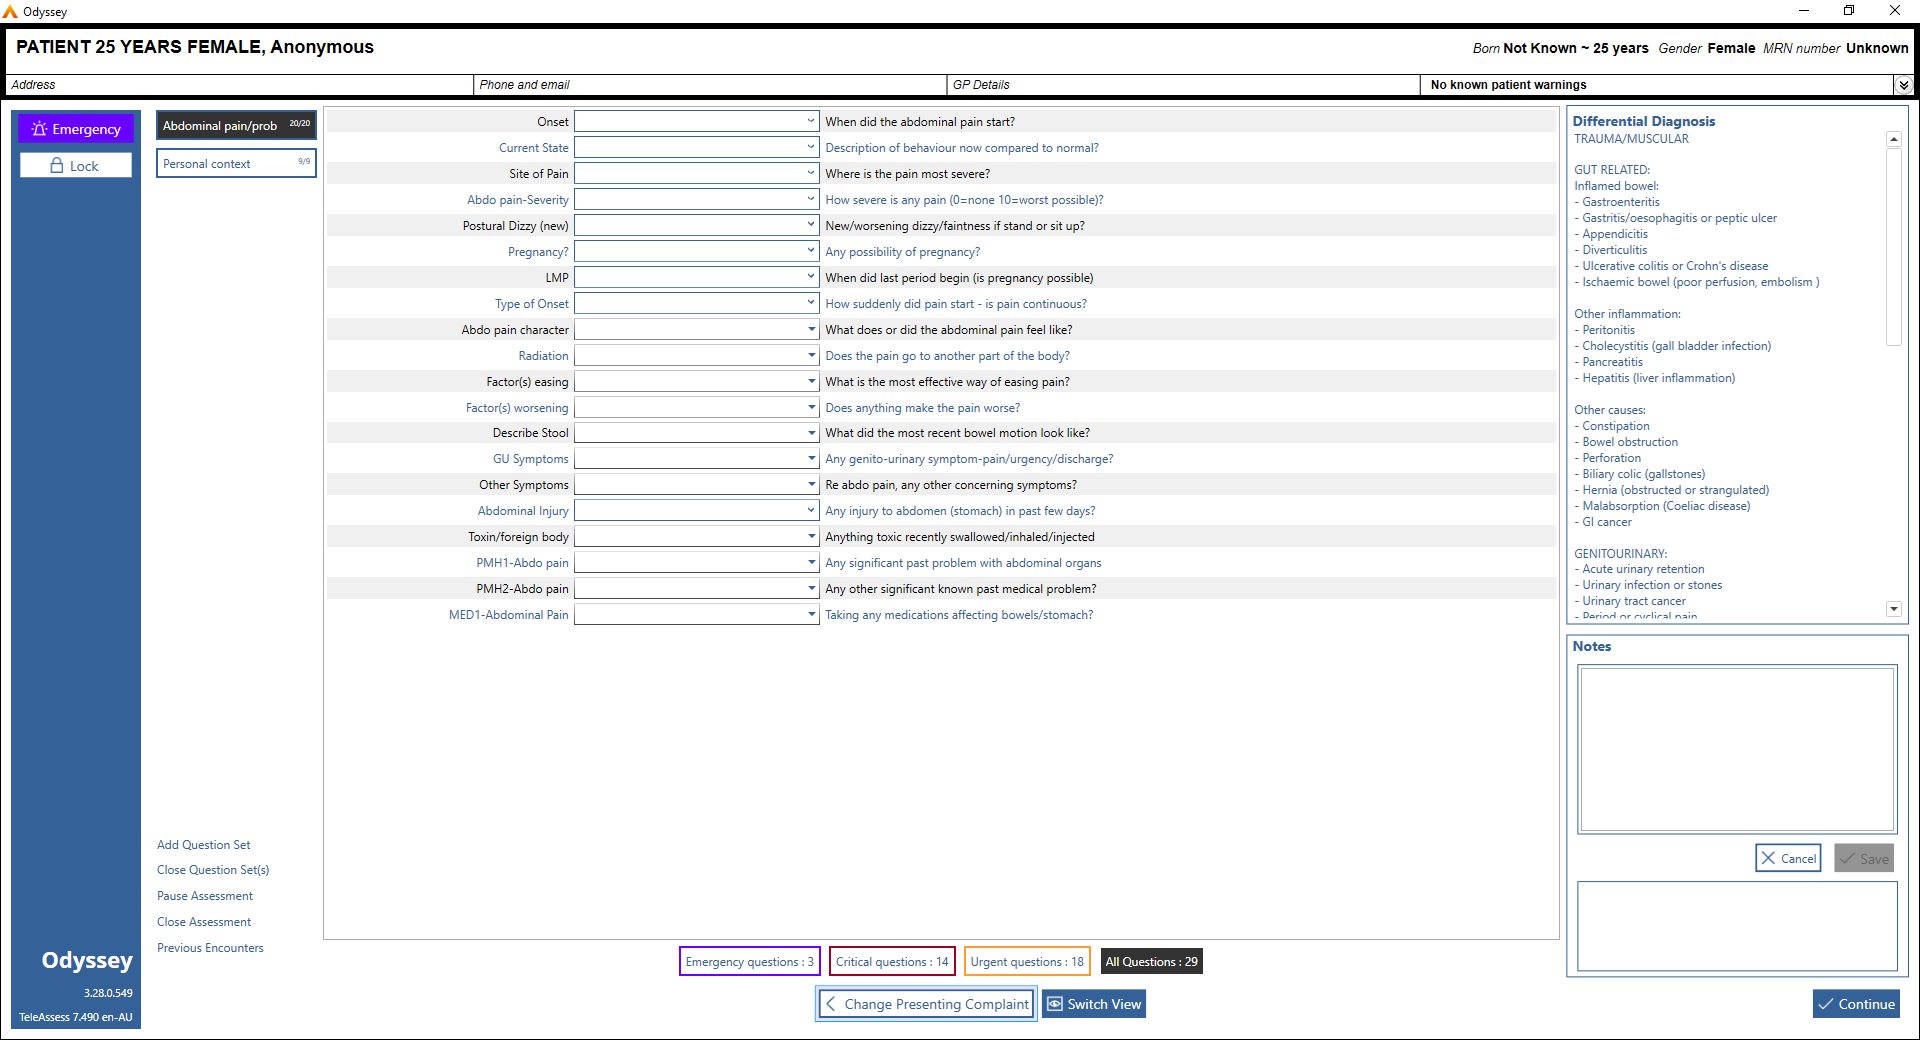 Odyssey
PATIENT 25 YEARS FEMALE, Anonymous
Born Not Known ~ 25 years Gender Female MRN number Unknown
Address
Phone and email
GP Details
No known patient warnings
Emergency
Lock
Abdominal pain/prob 20/20
Personal context 9/9
Onset When did the abdominal pain start?
Current State Description of behaviour now compared to normal?
Site of Pain Where is the pain most severe?
Abdo pain-Severity How severe is any pain (0=none 10=worst possible)?
Postural Dizzy (new) New/worsening dizzy/faintness if stand or sit up?
Pregnancy? Any possibility of pregnancy?
LMP When did last period begin (is pregnancy possible)
Type of Onset How suddenly did pain start - is pain continuous?
Abdo pain character What does or did the abdominal pain feel like?
Radiation Does the pain go to another part of the body?
Factor(s) easing What is the most effective way of easing pain?
Factor(s) worsening Does anything make the pain worse?
Describe Stool What did the most recent bowel motion look like?
GU Symptoms Any genito-urinary symptom-pain/urgency/discharge?
Other Symptoms Re abdo pain, any other concerning symptoms?
Abdominal Injury Any injury to abdomen (stomach) in past few days?
Toxin/foreign body Anything toxic recently swallowed/inhaled/injected
PMH1-Abdo pain Any significant past problem with abdominal organs
PMH2-Abdo pain Any other significant known past medical problem?
MED1-Abdominal Pain Taking any medications affecting bowels/stomach?
Differential Diagnosis
TRAUMA/MUSCULAR
GUT RELATED:
Inflamed bowel:
- Gastroenteritis
- Gastritis/oesophagitis or peptic ulcer
- Appendicitis
- Diverticulitis
- Ulcerative colitis or Crohn's disease
- Ischaemic bowel (poor perfusion, embolism )
Other inflammation:
- Peritonitis
- Cholecystitis (gall bladder infection)
- Pancreatitis
- Hepatitis (liver inflammation)
Other causes:
- Constipation
- Bowel obstruction
- Perforation
- Biliary colic (gallstones)
- Hernia (obstructed or strangulated)
- Malabsorption (Coeliac disease)
- GI cancer
GENITOURINARY:
- Acute urinary retention
- Urinary infection or stones
- Urinary tract cancer
- Period or cyclical pain
Notes
Cancel
Save
Add Question Set
Close Question Set(s)
Pause Assessment
Close Assessment
Previous Encounters
Odyssey
3.28.0.549
TeleAssess 7.490 en-AU
Emergency questions : 3
Critical questions : 14
Urgent questions : 18
All Questions : 29
Change Presenting Complaint
Switch View
Continue